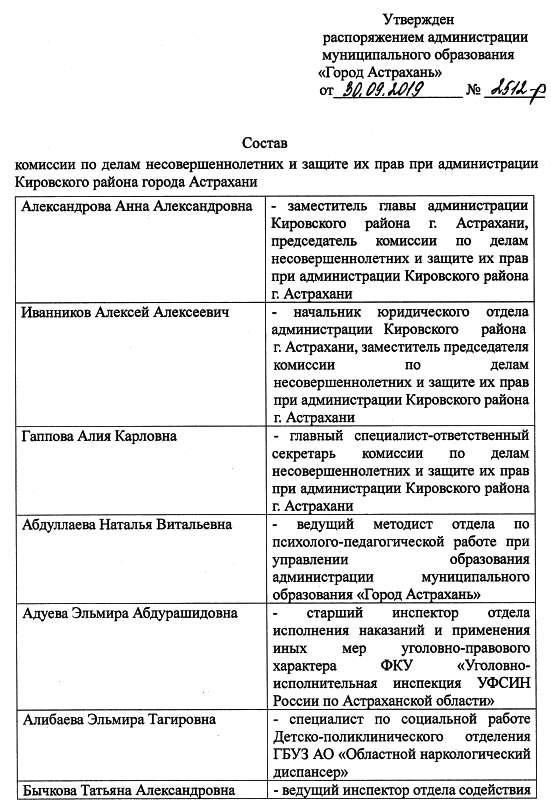 Утвержден
распоряжением администрации
муниципального образования
«Город Астрахань»
от 30.09.2019 № 2512-р
Состав
комиссии по делам несовершеннолетних и защите их прав при администрации
Кировского района города Астрахани
Александрова Анна Александровна
- заместитель главы администрации
Кировского района г. Астрахани,
председатель комиссии по делам
несовершеннолетних и защите их прав
при администрации Кировского района
г. Астрахани
Иванников Алексей Алексеевич
- начальник юридического отдела
администрации Кировского района
г. Астрахани, заместитель председателя
комиссии по делам
несовершеннолетних и защите их прав
при администрации Кировского района
г. Астрахани
Гаппова Алия Карловна
- главный специалист-ответственный
секретарь комиссии по делам
несовершеннолетних и защите их прав
при администрации Кировского района
г. Астрахани
Абдуллаева Наталья Витальевна
- ведущий методист отдела по
психолого-педагогической работе при
управлении образования
администрации муниципального
образования «Город Астрахань»
Адуева Эльмира Абдурашидовна
- старший инспектор отдела
исполнения наказаний и применения
иных мер уголовно-правового
характера ФКУ «Уголовно-
исполнительная инспекция УФСИН
России по Астраханской области»
Алибаева Эльмира Тагировна
- специалист по социальной работе
Детско-поликлинического отделения
ГБУЗ АО «Областной наркологический
диспансер»
Бычкова Татьяна Александровна
- ведущий инспектор отдела содействия